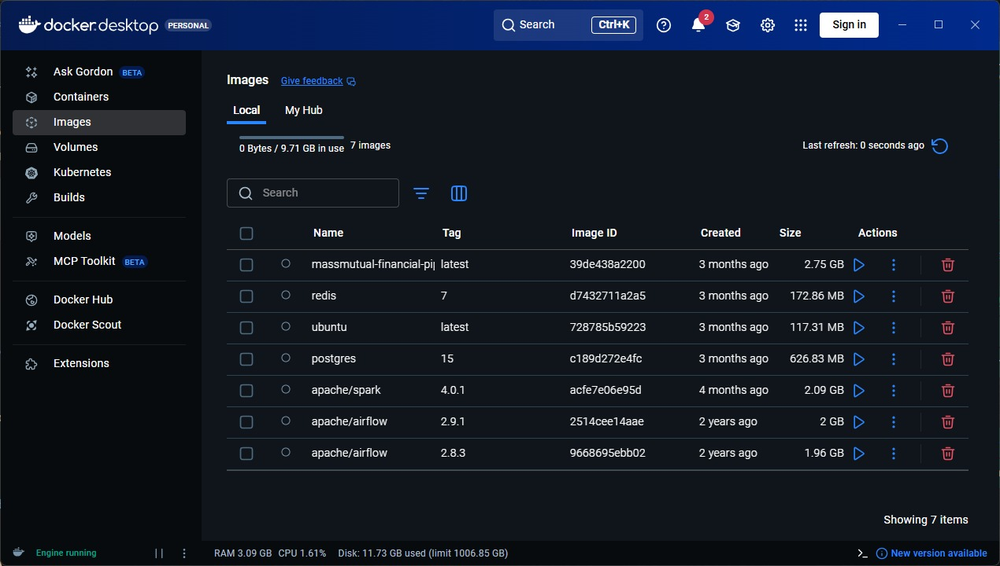 docker.desktop PERSONAL Search Ctrl+K 2 Sign in
Ask Gordon BETA
Containers
Images
Volumes
Kubernetes
Builds
Models
MCP Toolkit BETA
Docker Hub
Docker Scout
Extensions
Images Give feedback
Local My Hub
0 Bytes / 9.71 GB in use 7 images Last refresh: 0 seconds ago
Search
Name Tag Image ID Created Size Actions
massmutual-financial-pip latest 39de438a2200 3 months ago 2.75 GB
redis 7 d7432711a2a5 3 months ago 172.86 MB
ubuntu latest 728785b59223 3 months ago 117.31 MB
postgres 15 c189d272e4fc 3 months ago 626.83 MB
apache/spark 4.0.1 acfe7e06e95d 4 months ago 2.09 GB
apache/airflow 2.9.1 2514cee14aae 2 years ago 2 GB
apache/airflow 2.8.3 9668695ebb02 2 years ago 1.96 GB
Showing 7 items
Engine running RAM 3.09 GB CPU 1.61% Disk: 11.73 GB used (limit 1006.85 GB) New version available